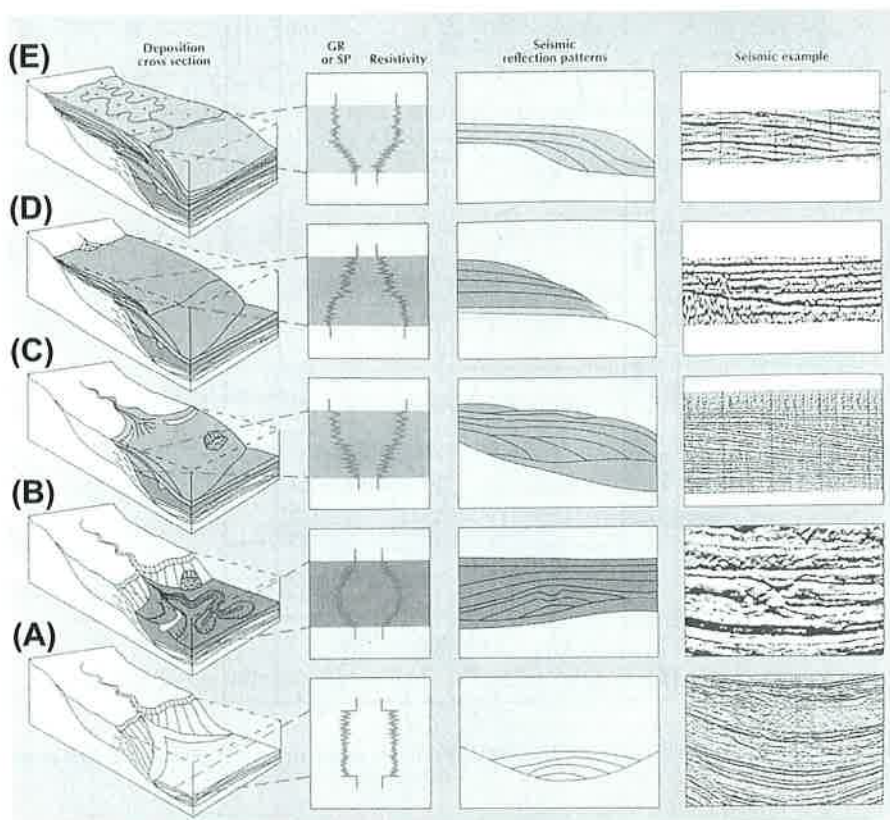 Deposition
cross section
GR
or SP Resistivity
Seismic
reflection patterns
Seismic example
(E)
(D)
(C)
(B)
(A)